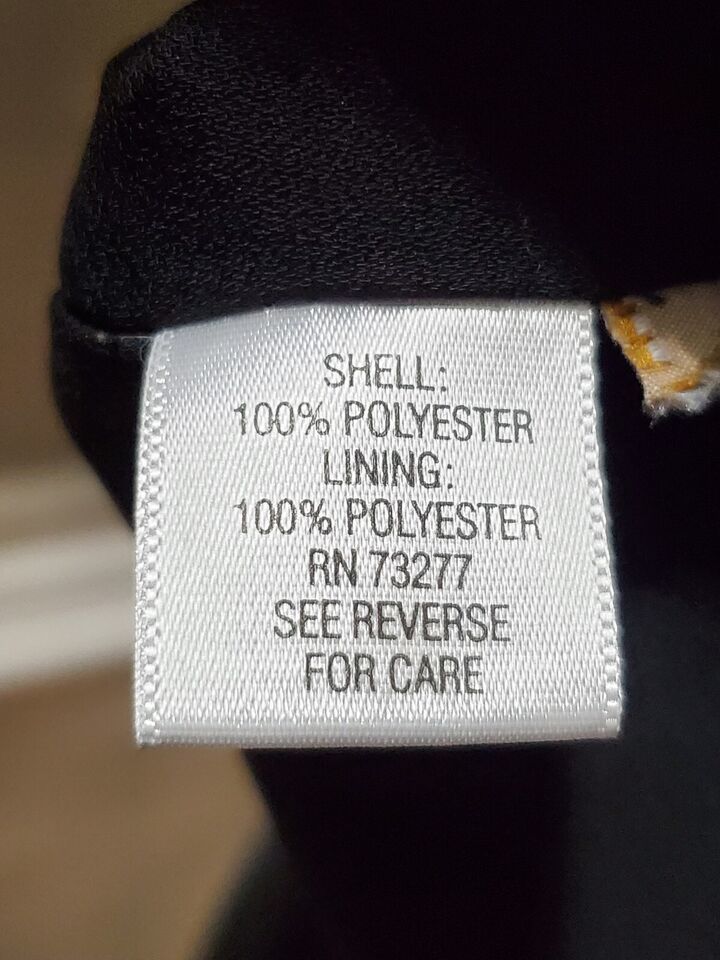 SHELL:
100% POLYESTER
LINING:
100% POLYESTER
RN 73277
SEE REVERSE
FOR CARE